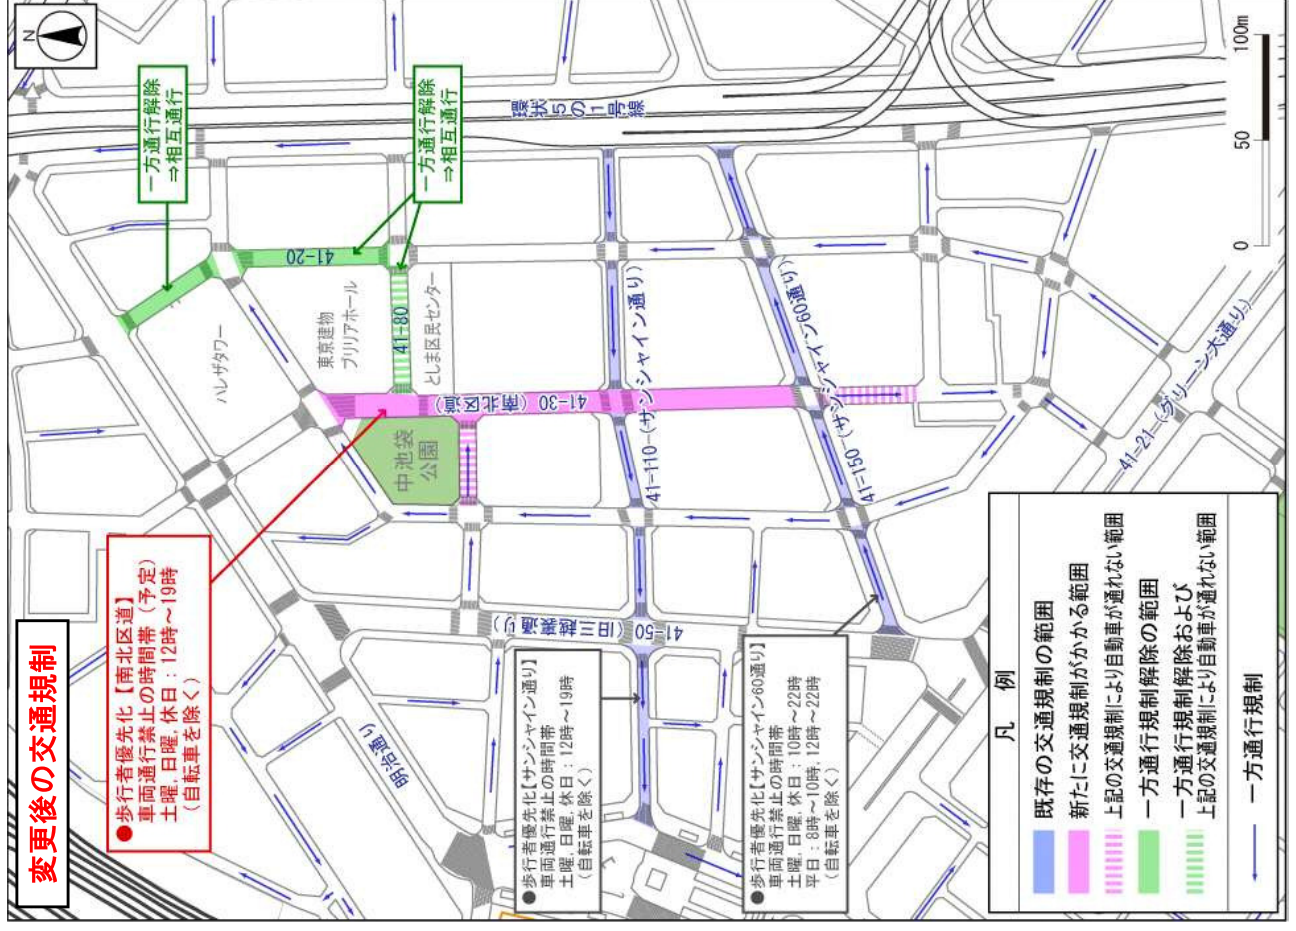 変更後の交通規制
●歩行者優先化【南北区道】
車両通行禁止の時間帯（予定）
土曜，日曜，休日：12時～19時
（自転車を除く）
N
一方通行解除
⇒相互通行
一方通行解除
⇒相互通行
環状5の1号線
ハレザタワー
東京建物
ブリリアホール
としま区民センター
中池袋
公園
41-20
41-80
41-30（南北区道）
41-110（サンシャイン通り）
41-150（サンシャイン60通り）
41-50（旧三越裏通り）
41-21（グリーン大通り）
明治通り
●歩行者優先化【サンシャイン通り】
車両通行禁止の時間帯
土曜，日曜，休日：12時～19時
（自転車を除く）
●歩行者優先化【サンシャイン60通り】
車両通行禁止の時間帯
土曜，日曜，休日：10時～22時
平日：8時～10時，12時～22時
（自転車を除く）
凡 例
既存の交通規制の範囲
新たに交通規制がかかる範囲
上記の交通規制により自動車が通れない範囲
一方通行規制解除の範囲
一方通行規制解除および
上記の交通規制により自動車が通れない範囲
一方通行規制
0 50 100m